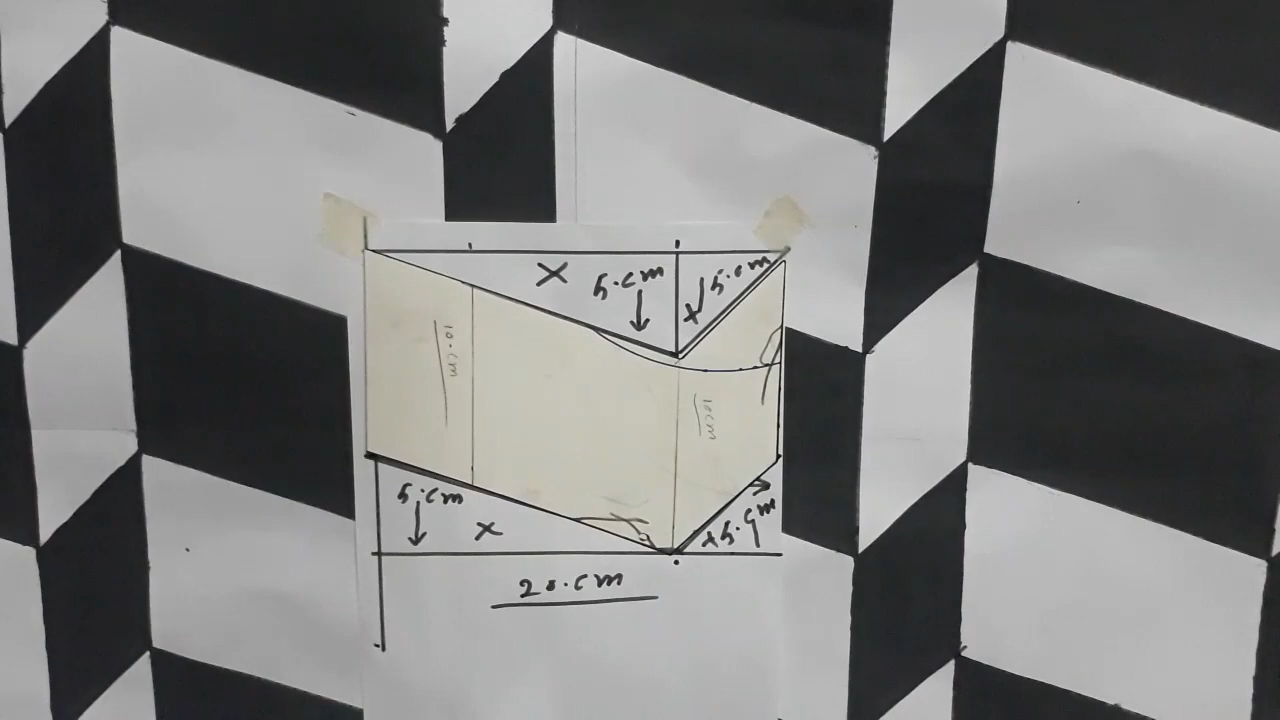 X 5.cm
5.cm
x
10.cm
10cm
5.cm
x
x 5.cm
20.cm